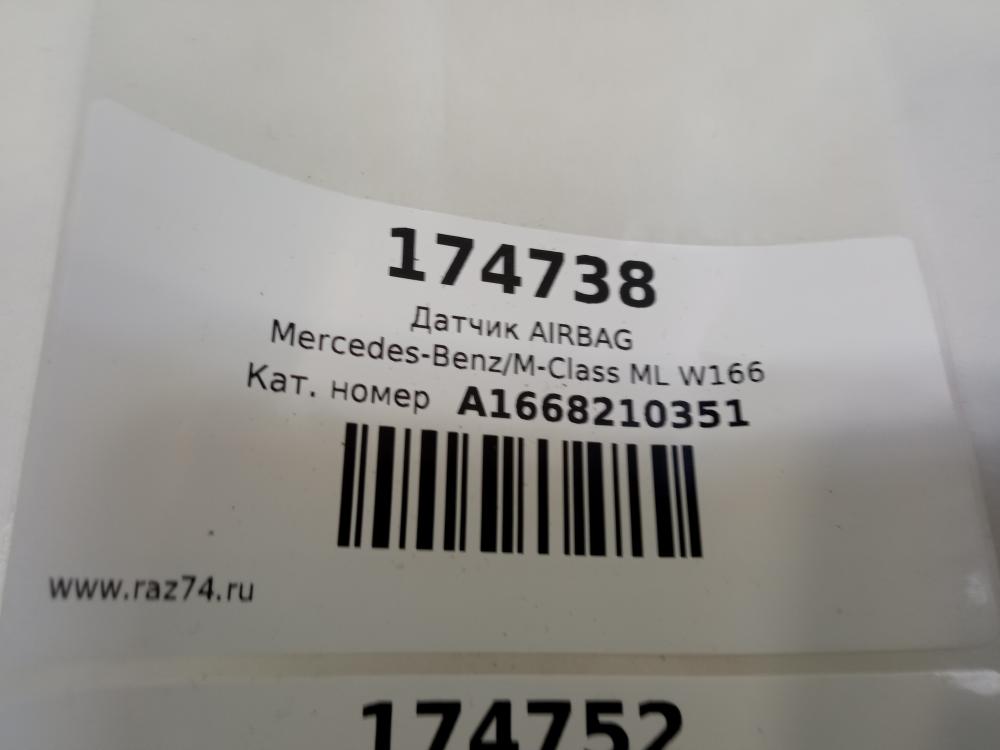 174738
Датчик AIRBAG
Mercedes-Benz/M-Class ML W166
Кат. номер A1668210351
www.raz74.ru
174752